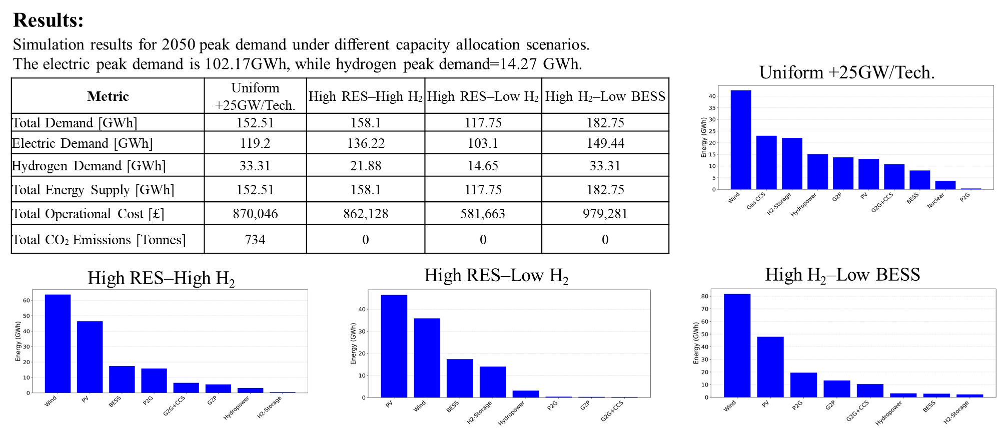 Results:
Simulation results for 2050 peak demand under different capacity allocation scenarios.
The electric peak demand is 102.17GWh, while hydrogen peak demand=14.27 GWh.
Metric
Uniform
+25GW/Tech.
High RES–High H₂
High RES–Low H₂
High H₂–Low BESS
Total Demand [GWh] 152.51 158.1 117.75 182.75
Electric Demand [GWh] 119.2 136.22 103.1 149.44
Hydrogen Demand [GWh] 33.31 21.88 14.65 33.31
Total Energy Supply [GWh] 152.51 158.1 117.75 182.75
Total Operational Cost [£] 870,046 862,128 581,663 979,281
Total CO₂ Emissions [Tonnes] 734 0 0 0
Uniform +25GW/Tech.
Energy (GWh)
40
35
30
25
20
15
10
5
0
Wind
Gas CCS
H2-Storage
Hydropower
G2P
PV
G2G+CCS
BESS
Nuclear
P2G
High RES–High H₂
Energy (GWh)
60
50
40
30
20
10
0
Wind
PV
BESS
P2G
G2G+CCS
G2P
Hydropower
H2-Storage
High RES–Low H₂
Energy (GWh)
40
30
20
10
0
PV
Wind
BESS
H2-Storage
Hydropower
P2G
G2P
G2G+CCS
High H₂–Low BESS
Energy (GWh)
80
70
60
50
40
30
20
10
0
Wind
PV
P2G
G2P
G2G+CCS
Hydropower
BESS
H2-Storage